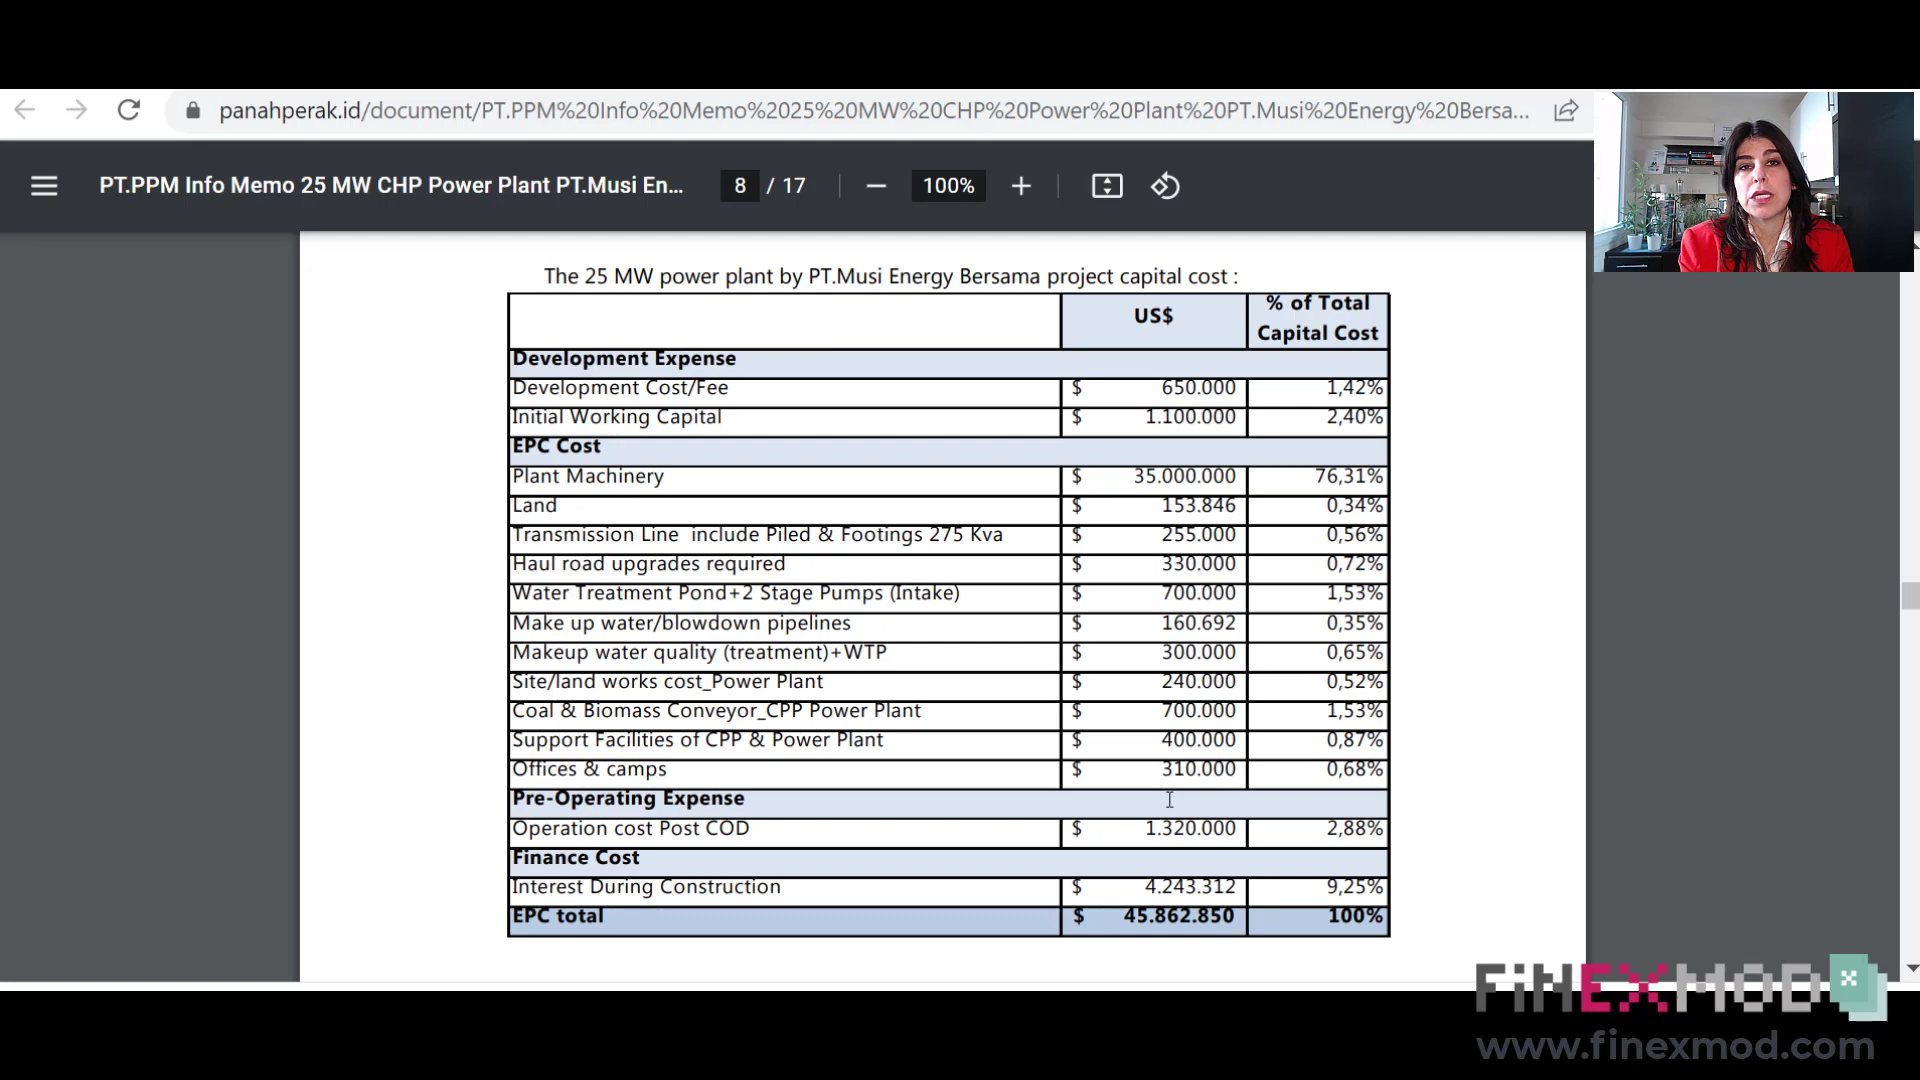 panahperak.id/document/PT.PPM%20Info%20Memo%2025%20MW%20CHP%20Power%20Plant%20PT.Musi%20Energy%20Bersa...
PT.PPM Info Memo 25 MW CHP Power Plant PT.Musi En... 8 / 17 100%
The 25 MW power plant by PT.Musi Energy Bersama project capital cost :
US$ % of Total Capital Cost
Development Expense
Development Cost/Fee $ 650.000 1,42%
Initial Working Capital $ 1.100.000 2,40%
EPC Cost
Plant Machinery $ 35.000.000 76,31%
Land $ 153.846 0,34%
Transmission Line include Piled & Footings 275 Kva $ 255.000 0,56%
Haul road upgrades required $ 330.000 0,72%
Water Treatment Pond+2 Stage Pumps (Intake) $ 700.000 1,53%
Make up water/blowdown pipelines $ 160.692 0,35%
Makeup water quality (treatment)+WTP $ 300.000 0,65%
Site/land works cost_Power Plant $ 240.000 0,52%
Coal & Biomass Conveyor_CPP Power Plant $ 700.000 1,53%
Support Facilities of CPP & Power Plant $ 400.000 0,87%
Offices & camps $ 310.000 0,68%
Pre-Operating Expense
Operation cost Post COD $ 1.320.000 2,88%
Finance Cost
Interest During Construction $ 4.243.312 9,25%
EPC total $ 45.862.850 100%
FiNEXMOD
www.finexmod.com